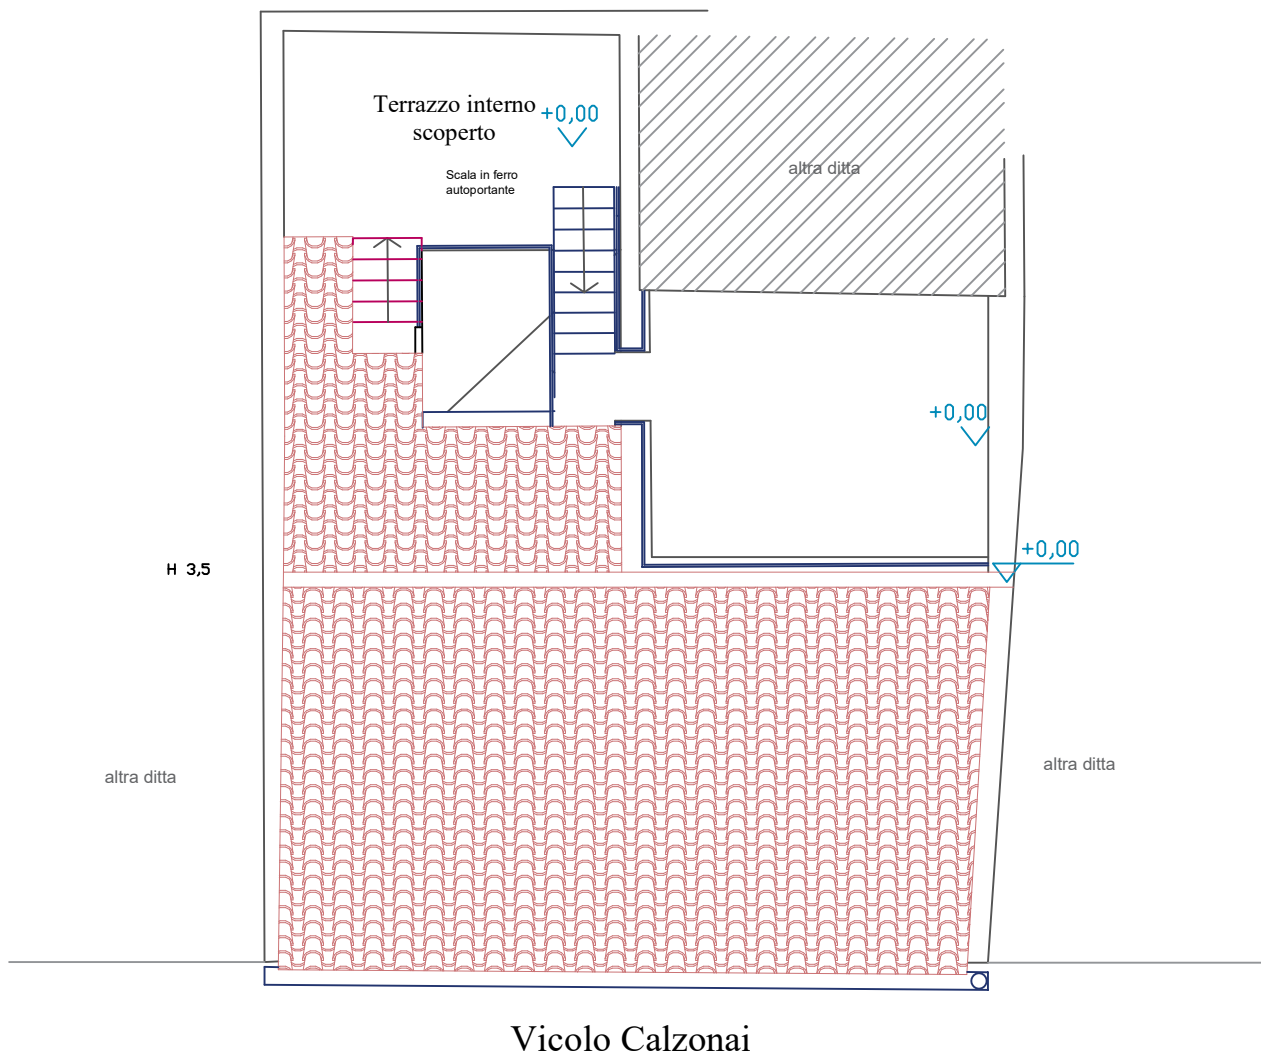 Terrazzo interno
scoperto
+0,00
altra ditta
Scala in ferro
autoportante
+0,00
+0,00
H 3,5
altra ditta
altra ditta
Vicolo Calzonai